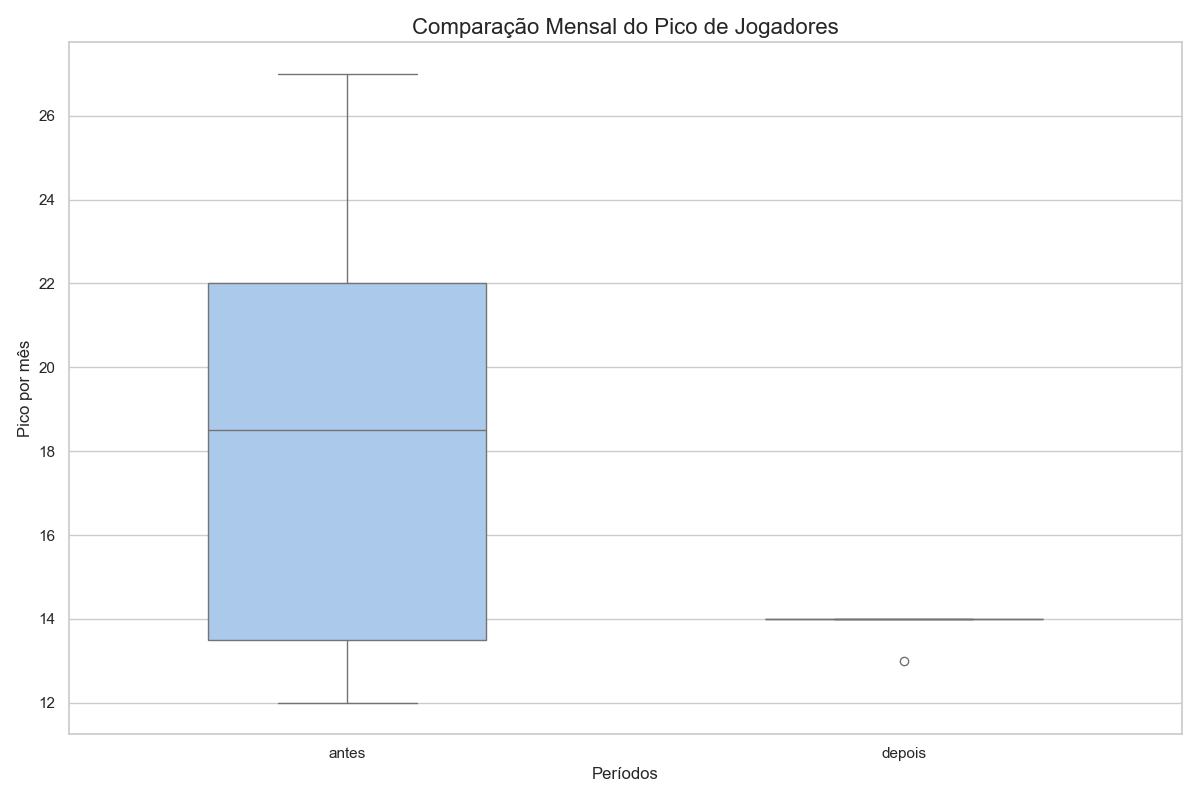 Comparação Mensal do Pico de Jogadores
Pico por mês
26
24
22
20
18
16
14
12
antes
depois
Períodos